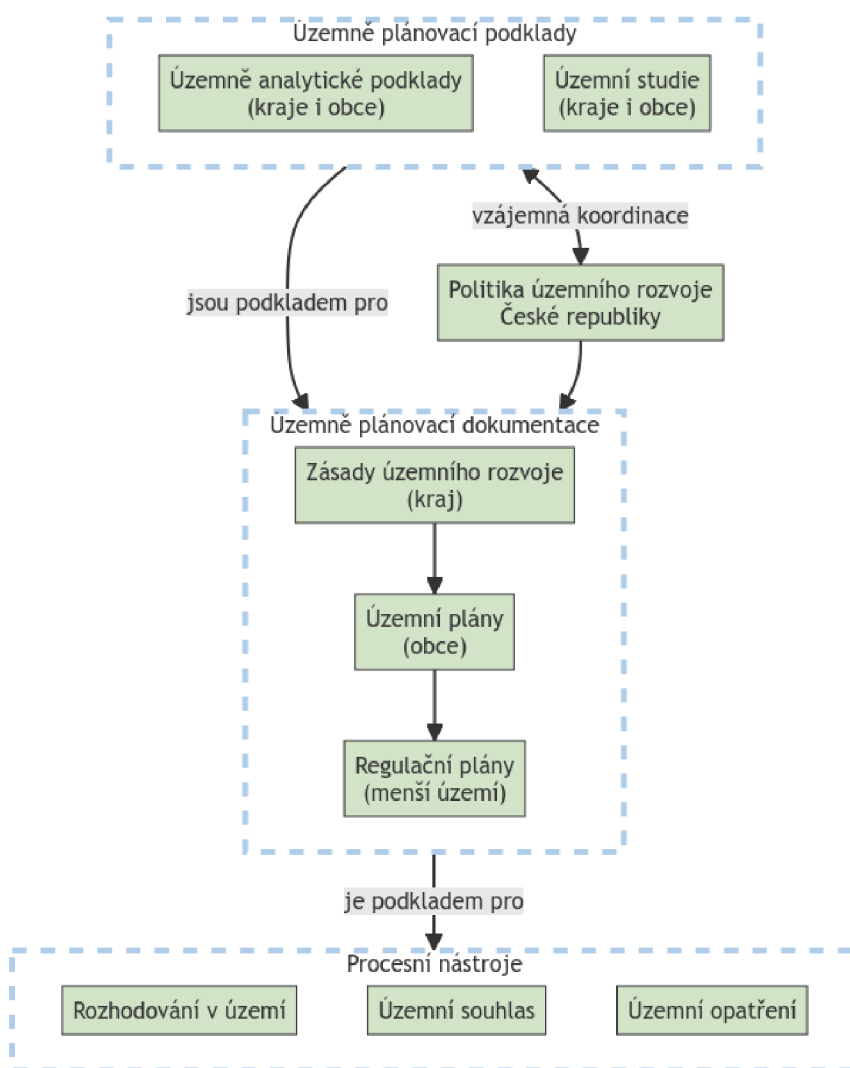 Územně plánovací podklady
Územně analytické podklady
(kraje i obce)
Územní studie
(kraje i obce)
vzájemná koordinace
jsou podkladem pro
Politika územního rozvoje
České republiky
Územně plánovací dokumentace
Zásady územního rozvoje
(kraj)
Územní plány
(obce)
Regulační plány
(menší území)
je podkladem pro
Procesní nástroje
Rozhodování v území
Územní souhlas
Územní opatření